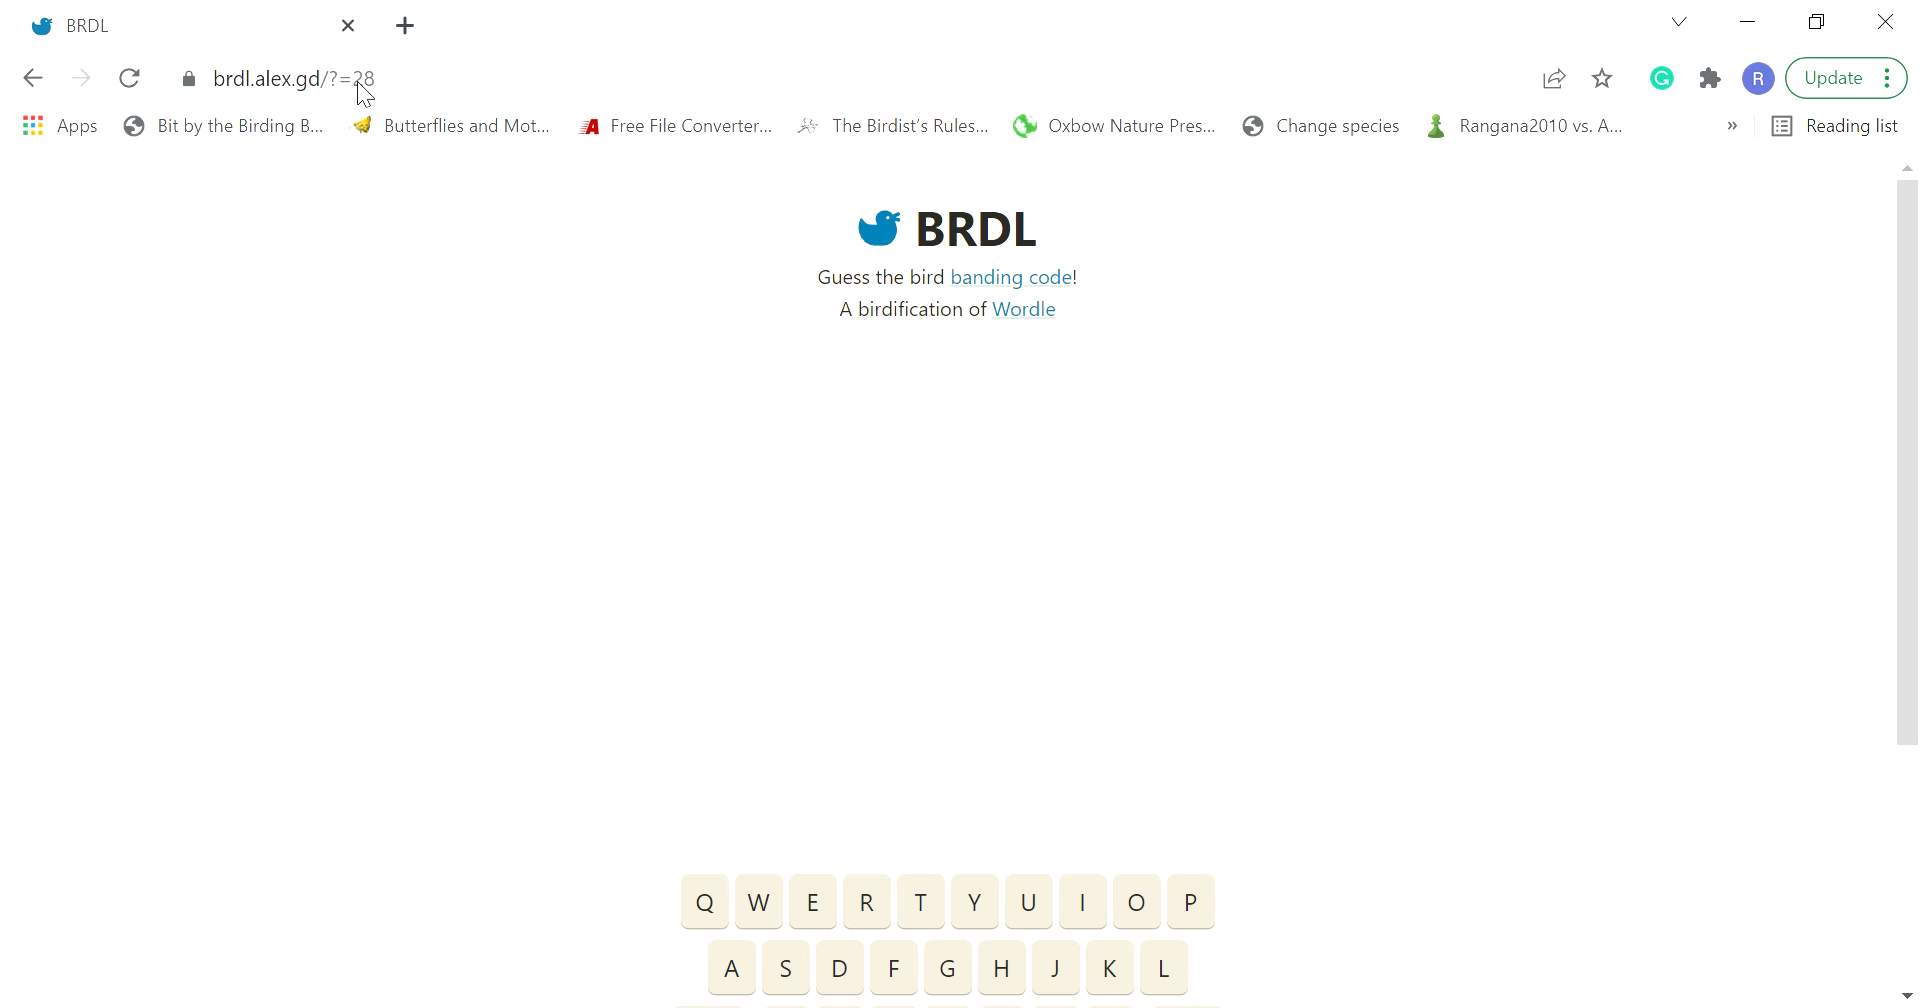 BRDL
brdl.alex.gd/?=28
R
Update
Apps
Bit by the Birding B...
Butterflies and Mot...
Free File Converter...
The Birdist's Rules...
Oxbow Nature Pres...
Change species
Rangana2010 vs. A...
»
Reading list
BRDL
Guess the bird banding code!
A birdification of Wordle
Q W E R T Y U I O P
A S D F G H J K L